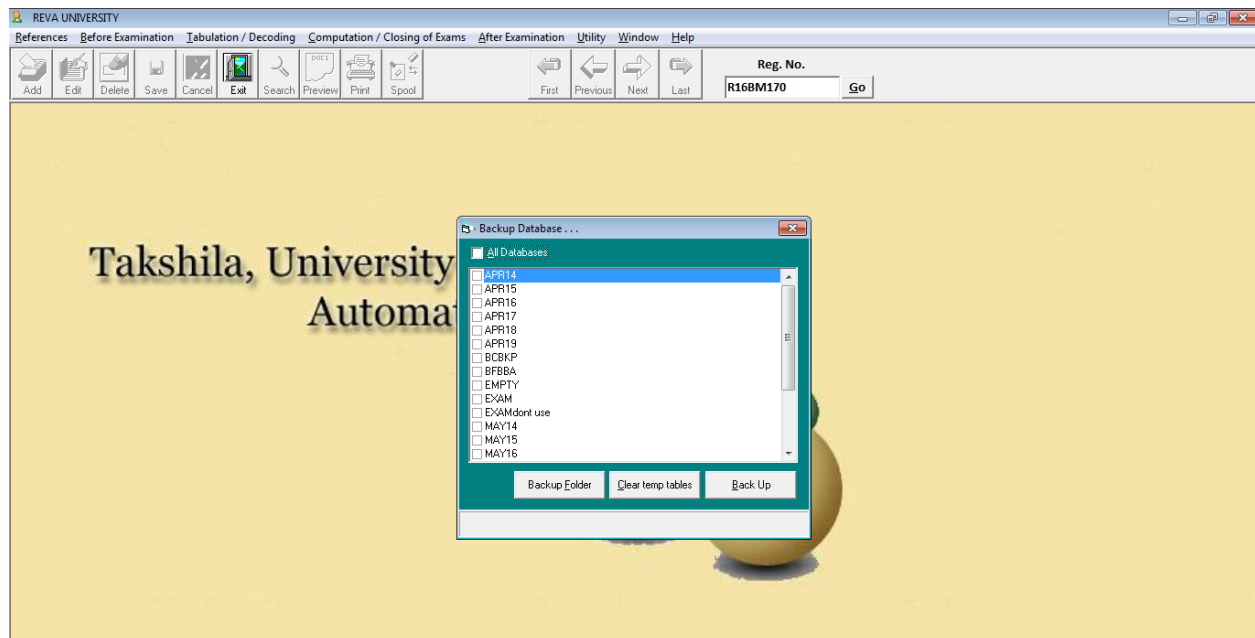 REVA UNIVERSITY
References Before Examination Tabulation / Decoding Computation / Closing of Exams After Examination Utility Window Help
Add Edit Delete Save Cancel Exit Search Preview Print Spool First Previous Next Last
Reg. No.
R16BM170 Go
Takshila, University
Automa
Backup Database . . .
All Databases
APR14
APR15
APR16
APR17
APR18
APR19
BCBKP
BFBBA
EMPTY
EXAM
EXAMdont use
MAY14
MAY15
MAY16
Backup Folder Clear temp tables Back Up